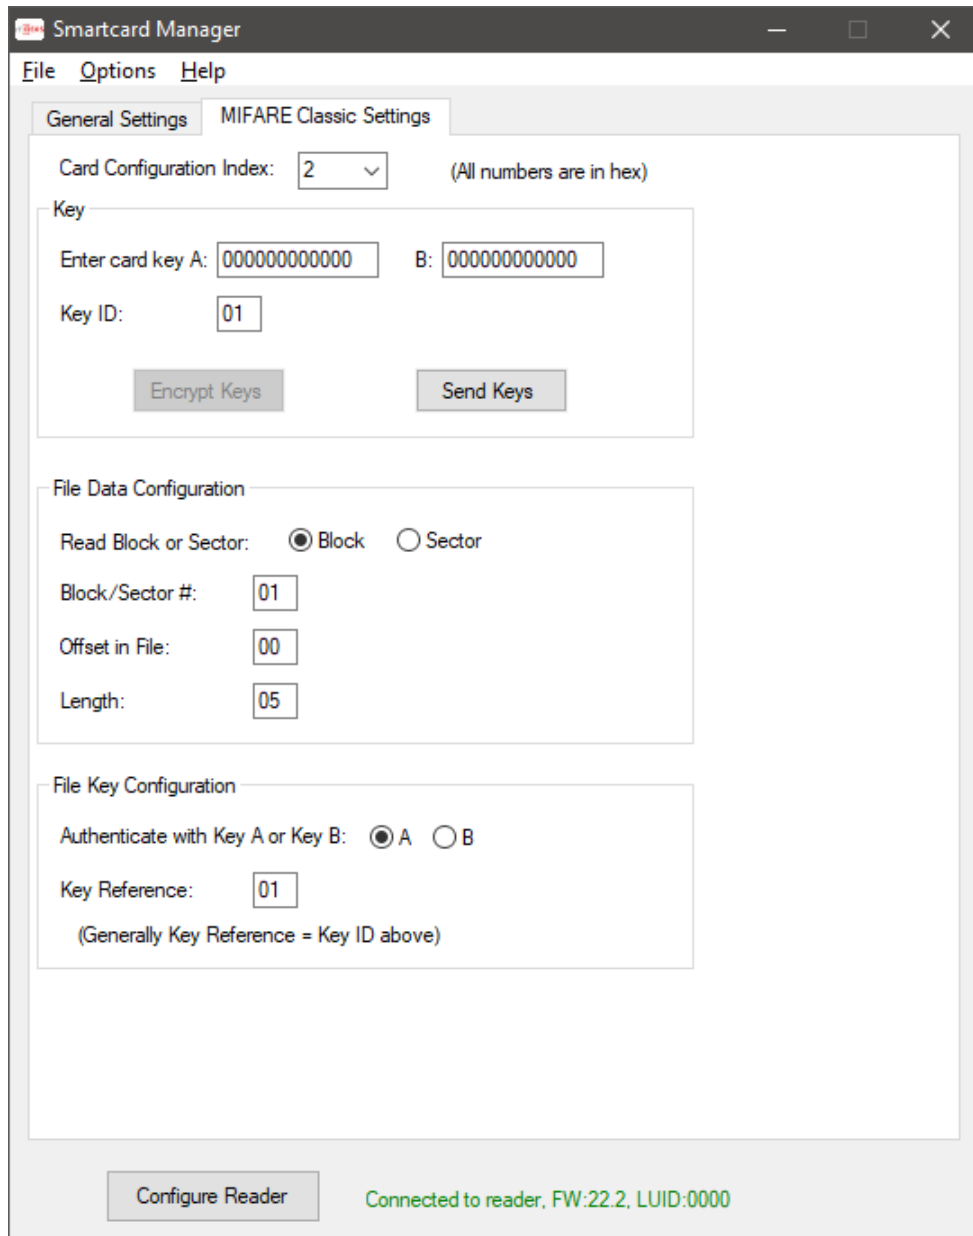 Smartcard Manager
File Options Help
General Settings MIFARE Classic Settings
Card Configuration Index: 2 (All numbers are in hex)
Key
Enter card key A: 000000000000 B: 000000000000
Key ID: 01
Encrypt Keys Send Keys
File Data Configuration
Read Block or Sector: Block Sector
Block/Sector #: 01
Offset in File: 00
Length: 05
File Key Configuration
Authenticate with Key A or Key B: A B
Key Reference: 01
(Generally Key Reference = Key ID above)
Configure Reader Connected to reader, FW:22.2, LUID:0000